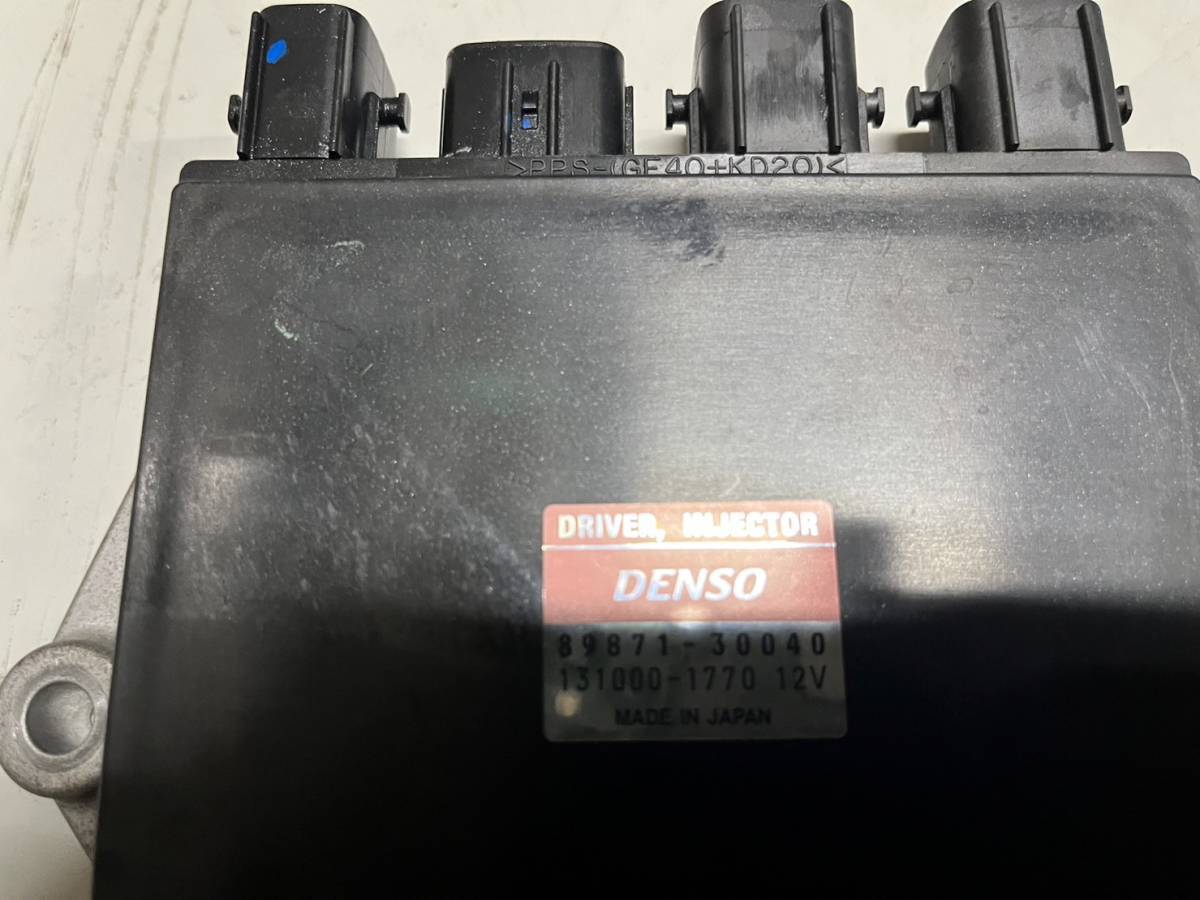 >PPS-(GF40+KD20)<
DRIVER, INJECTOR
DENSO
89871-30040
131000-1770 12V
MADE IN JAPAN